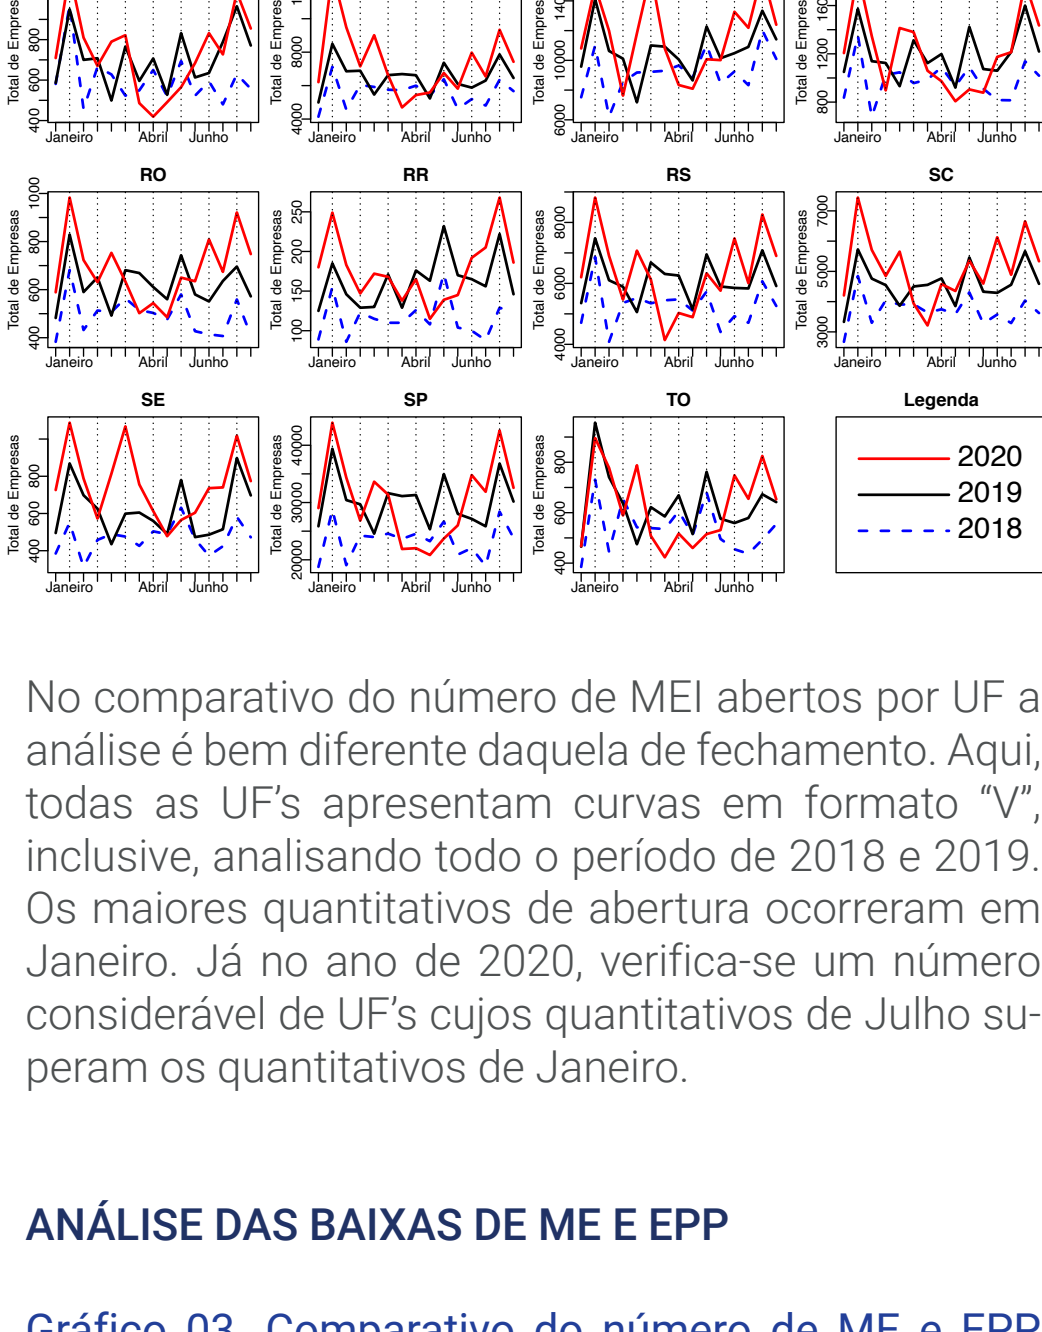 Total de Empresas
400 600 800
Janeiro Abril Junho
Total de Empresas
4000 8000
Janeiro Abril Junho
Total de Empresas
6000 10000
Janeiro Abril Junho
Total de Empresas
800 1200
Janeiro Abril Junho
RO
Total de Empresas
400 600 800 1000
Janeiro Abril Junho
RR
Total de Empresas
100 150 200 250
Janeiro Abril Junho
RS
Total de Empresas
4000 6000 8000
Janeiro Abril Junho
SC
Total de Empresas
3000 5000 7000
Janeiro Abril Junho
SE
Total de Empresas
400 600 800
Janeiro Abril Junho
SP
Total de Empresas
20000 30000 40000
Janeiro Abril Junho
TO
Total de Empresas
400 600 800
Janeiro Abril Junho
Legenda
2020
2019
2018
No comparativo do número de MEI abertos por UF a
análise é bem diferente daquela de fechamento. Aqui,
todas as UF’s apresentam curvas em formato “V”,
inclusive, analisando todo o período de 2018 e 2019.
Os maiores quantitativos de abertura ocorreram em
Janeiro. Já no ano de 2020, verifica-se um número
considerável de UF’s cujos quantitativos de Julho su-
peram os quantitativos de Janeiro.
ANÁLISE DAS BAIXAS DE ME E EPP
Gráfico 03. Comparativo do número de ME e EPP